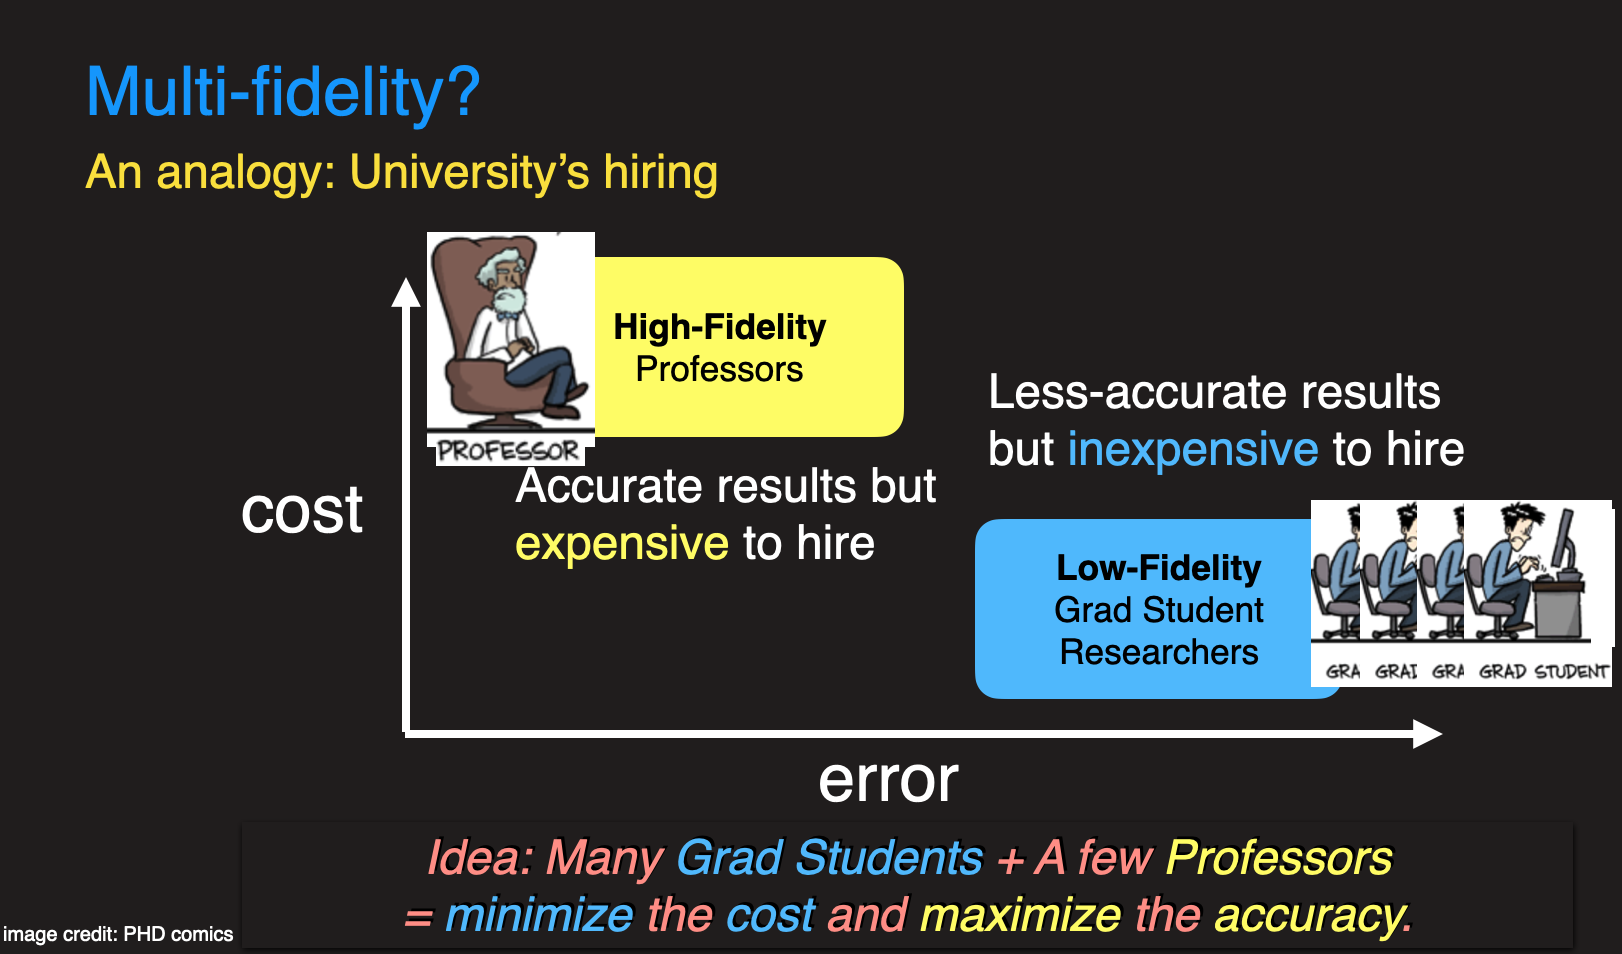 Multi-fidelity?
An analogy: University’s hiring
High-Fidelity
Professors
PROFESSOR
Accurate results but
expensive to hire
cost
Less-accurate results
but inexpensive to hire
Low-Fidelity
Grad Student
Researchers
GRA GRAI GRA GRAD STUDENT
error
Idea: Many Grad Students + A few Professors
= minimize the cost and maximize the accuracy.
image credit: PHD comics